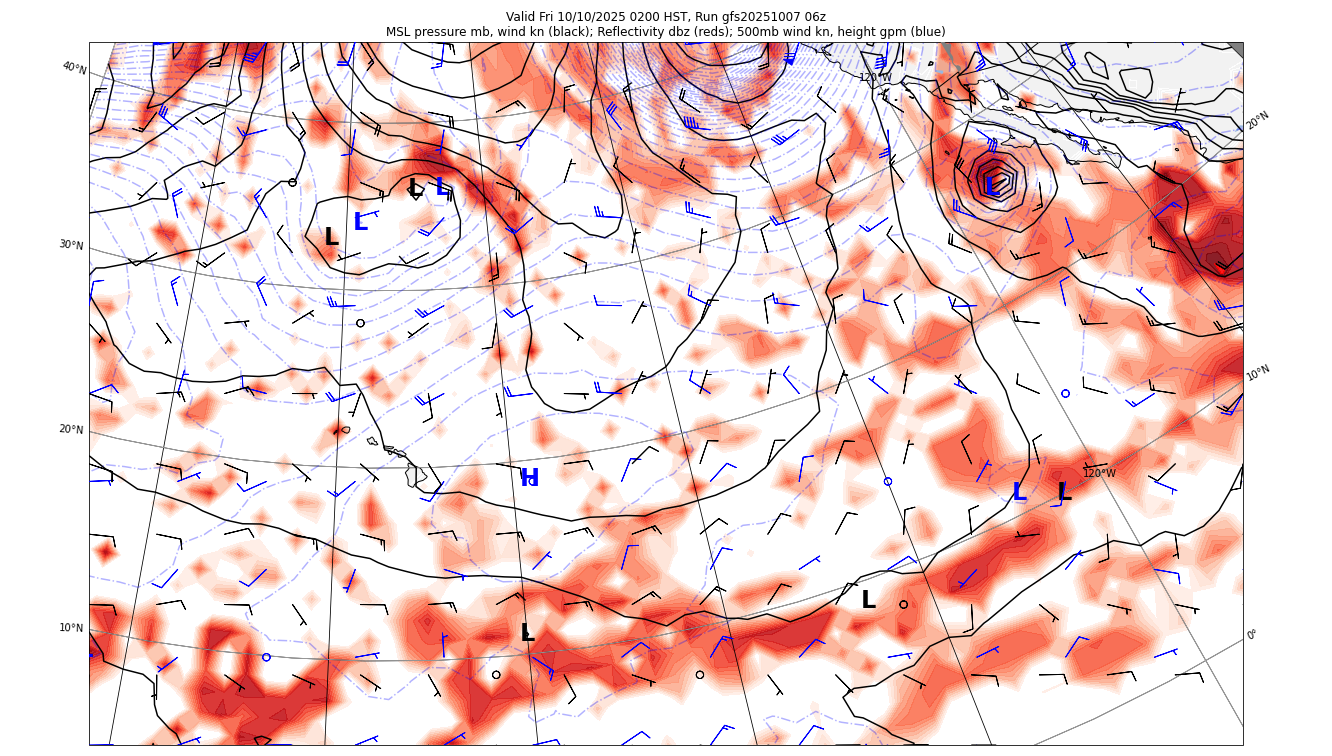 Valid Fri 10/10/2025 0200 HST, Run gfs20251007 06z
MSL pressure mb, wind kn (black); Reflectivity dbz (reds); 500mb wind kn, height gpm (blue)
40°N
120°W
20°N
L L
L
L
L
30°N
10°N
20°N
120°W
H
L L
L
10°N
L
0°